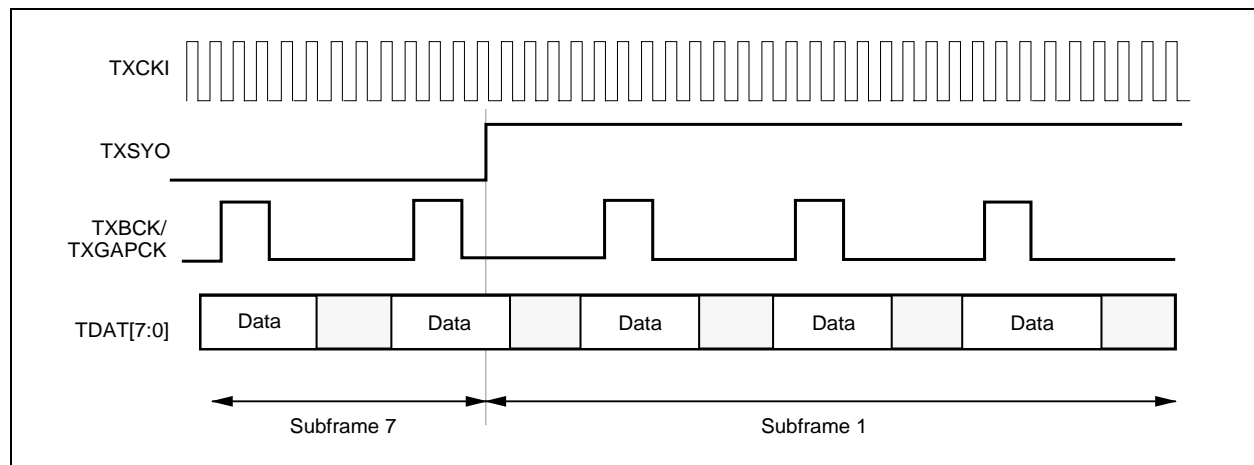 TXCKI
TXSYO
TXBCK/
TXGAPCK
TDAT[7:0]
Data
Data
Data
Data
Data
Subframe 7
Subframe 1